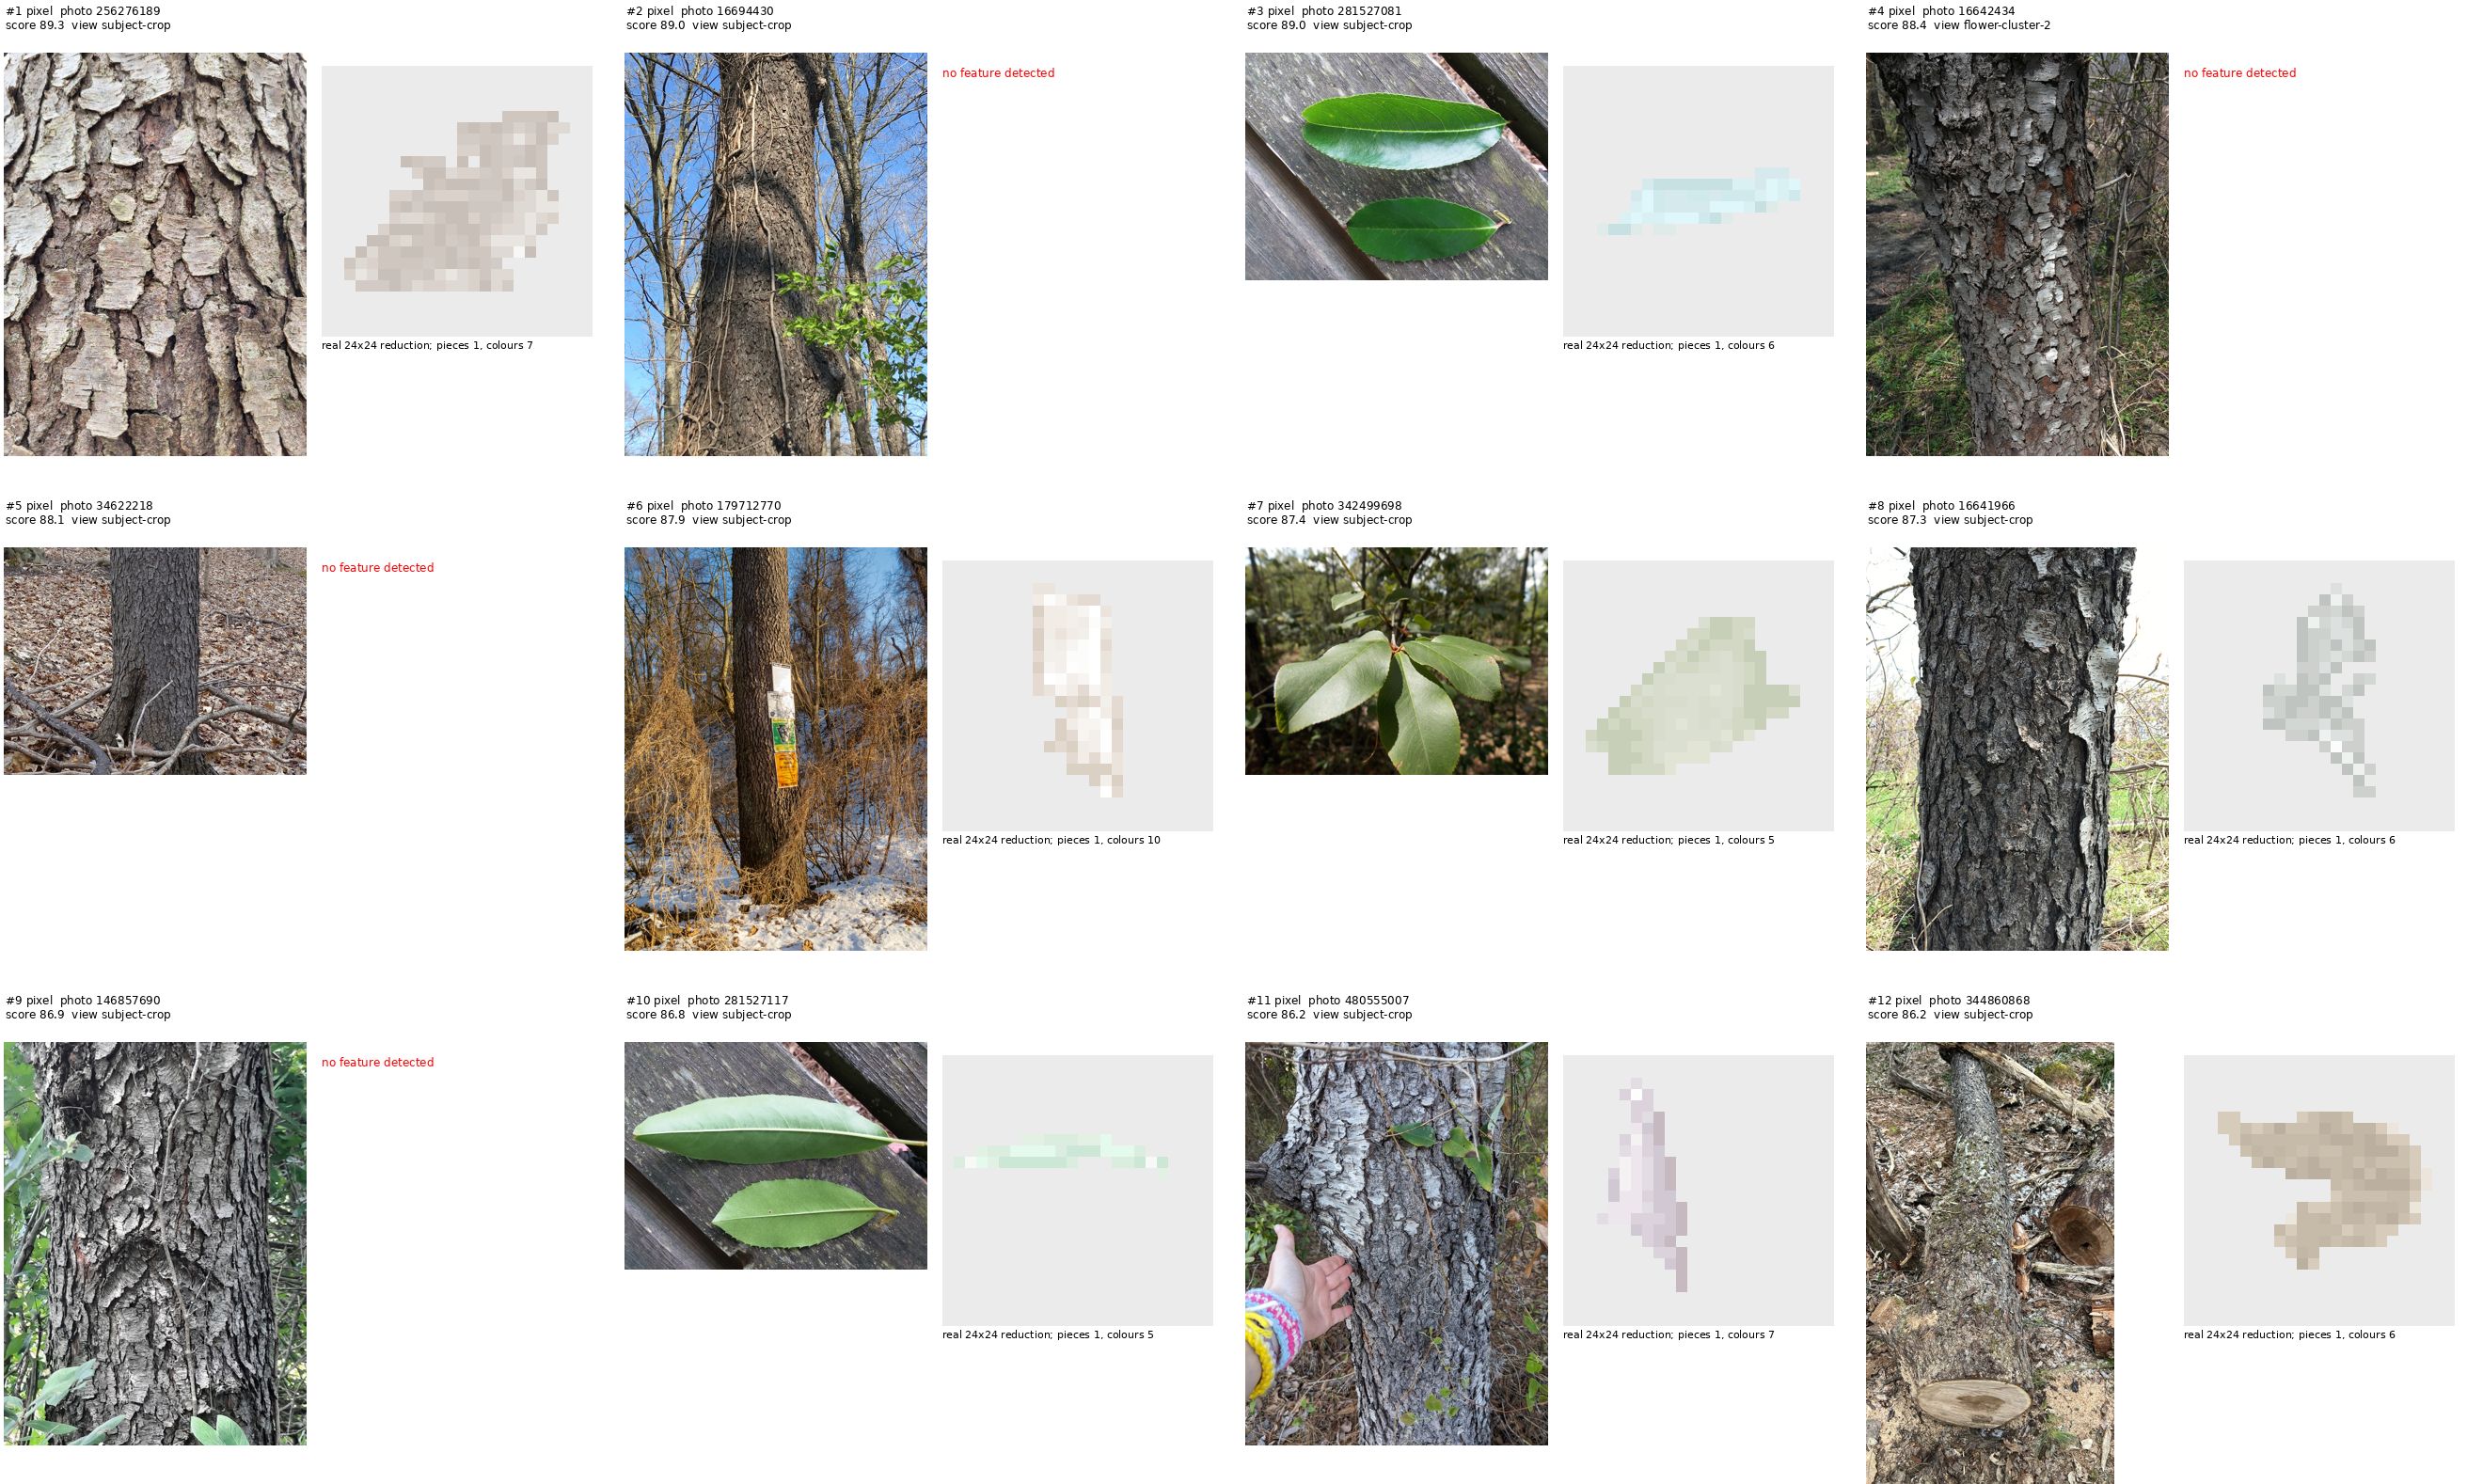 #1 pixel  photo 256276189
score 89.3  view subject-crop
real 24x24 reduction; pieces 1, colours 7
#2 pixel  photo 16694430
score 89.0  view subject-crop
no feature detected
#3 pixel  photo 281527081
score 89.0  view subject-crop
real 24x24 reduction; pieces 1, colours 6
#4 pixel  photo 16642434
score 88.4  view flower-cluster-2
no feature detected
#5 pixel  photo 34622218
score 88.1  view subject-crop
no feature detected
#6 pixel  photo 179712770
score 87.9  view subject-crop
real 24x24 reduction; pieces 1, colours 10
#7 pixel  photo 342499698
score 87.4  view subject-crop
real 24x24 reduction; pieces 1, colours 5
#8 pixel  photo 16641966
score 87.3  view subject-crop
real 24x24 reduction; pieces 1, colours 6
#9 pixel  photo 146857690
score 86.9  view subject-crop
no feature detected
#10 pixel  photo 281527117
score 86.8  view subject-crop
real 24x24 reduction; pieces 1, colours 5
#11 pixel  photo 480555007
score 86.2  view subject-crop
real 24x24 reduction; pieces 1, colours 7
#12 pixel  photo 344860868
score 86.2  view subject-crop
real 24x24 reduction; pieces 1, colours 6